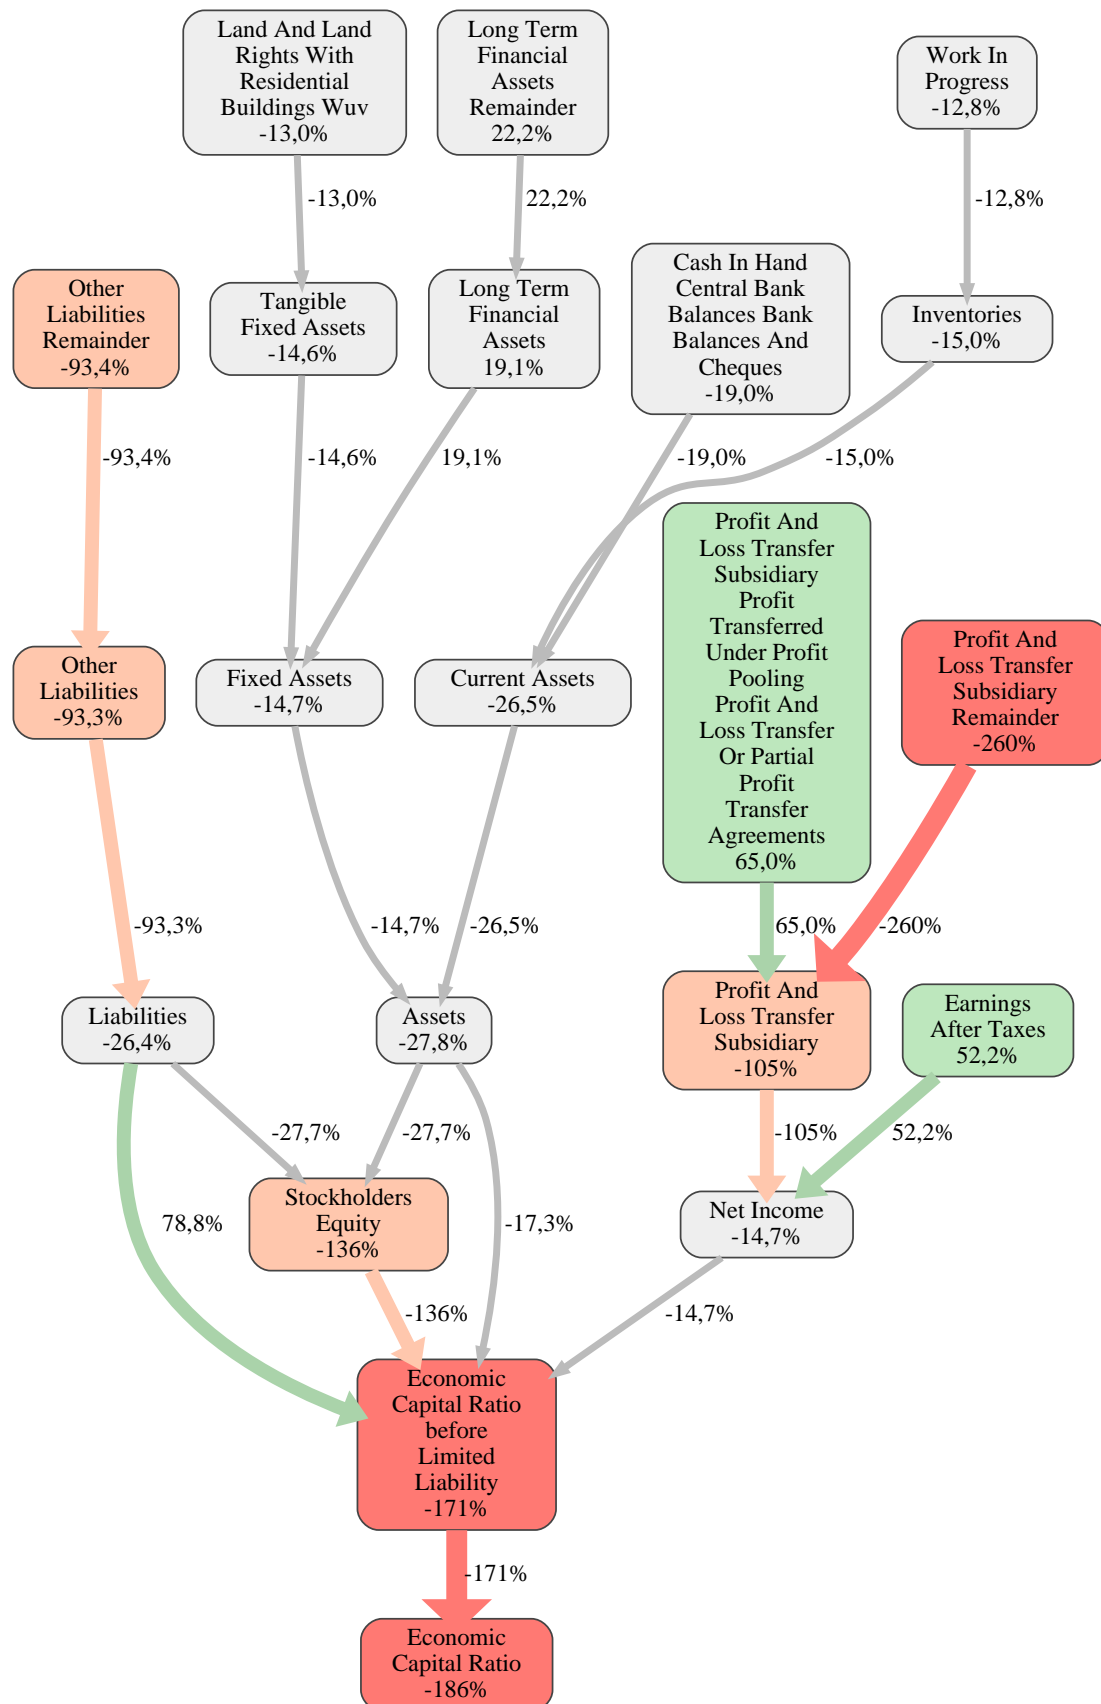 Land And Land
Rights With
Residential
Buildings Wuv
-13,0%
Long Term
Financial
Assets
Remainder
22,2%
Work In
Progress
-12,8%
-13,0%
22,2%
-12,8%
Other
Liabilities
Remainder
-93,4%
Tangible
Fixed Assets
-14,6%
Long Term
Financial
Assets
19,1%
Cash In Hand
Central Bank
Balances Bank
Balances And
Cheques
-19,0%
Inventories
-15,0%
-93,4%
-14,6%
19,1%
-19,0%
-15,0%
Other
Liabilities
-93,3%
Fixed Assets
-14,7%
Current Assets
-26,5%
Profit And
Loss Transfer
Subsidiary
Profit
Transferred
Under Profit
Pooling
Profit And
Loss Transfer
Or Partial
Profit
Transfer
Agreements
65,0%
Profit And
Loss Transfer
Subsidiary
Remainder
-260%
-93,3%
-14,7%
-26,5%
65,0%
-260%
Liabilities
-26,4%
Assets
-27,8%
Profit And
Loss Transfer
Subsidiary
-105%
Earnings
After Taxes
52,2%
-27,7%
-27,7%
-105%
52,2%
78,8%
Stockholders
Equity
-136%
-17,3%
Net Income
-14,7%
-136%
-14,7%
Economic
Capital Ratio
before
Limited
Liability
-171%
-171%
Economic
Capital Ratio
-186%